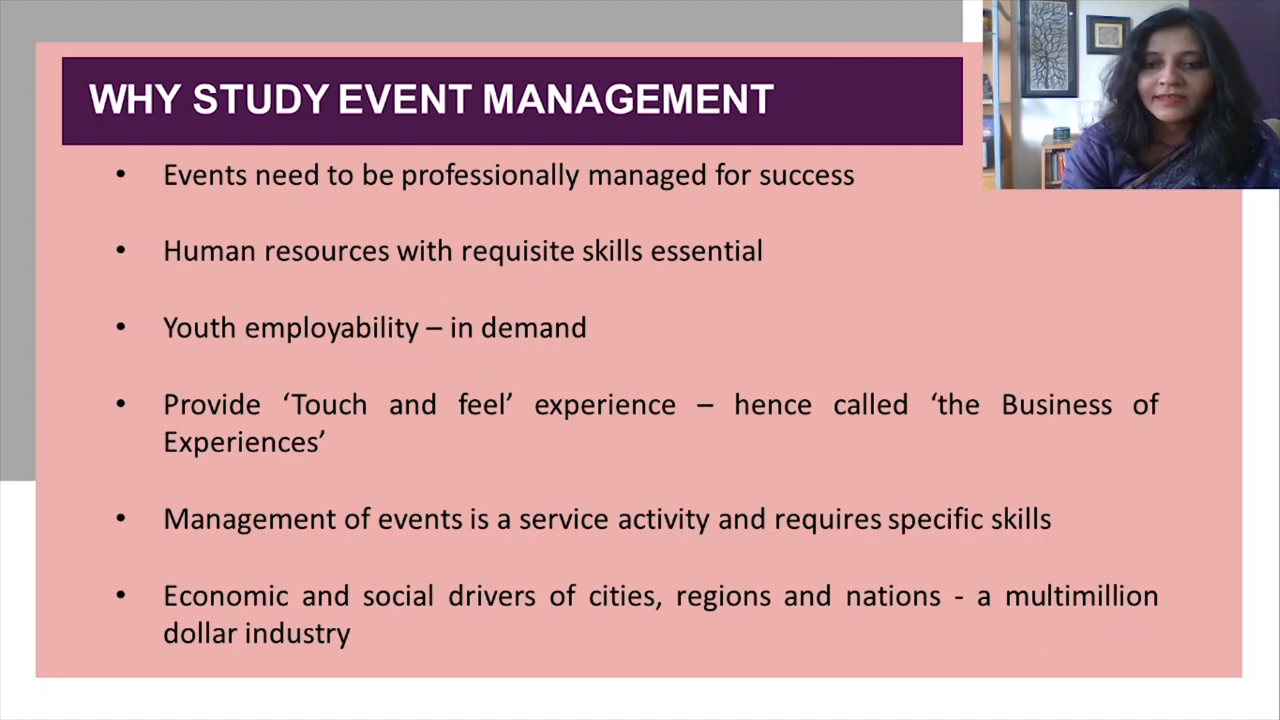 WHY STUDY EVENT MANAGEMENT
• Events need to be professionally managed for success
• Human resources with requisite skills essential
• Youth employability – in demand
• Provide ‘Touch and feel’ experience – hence called ‘the Business of
Experiences’
• Management of events is a service activity and requires specific skills
• Economic and social drivers of cities, regions and nations - a multimillion
dollar industry